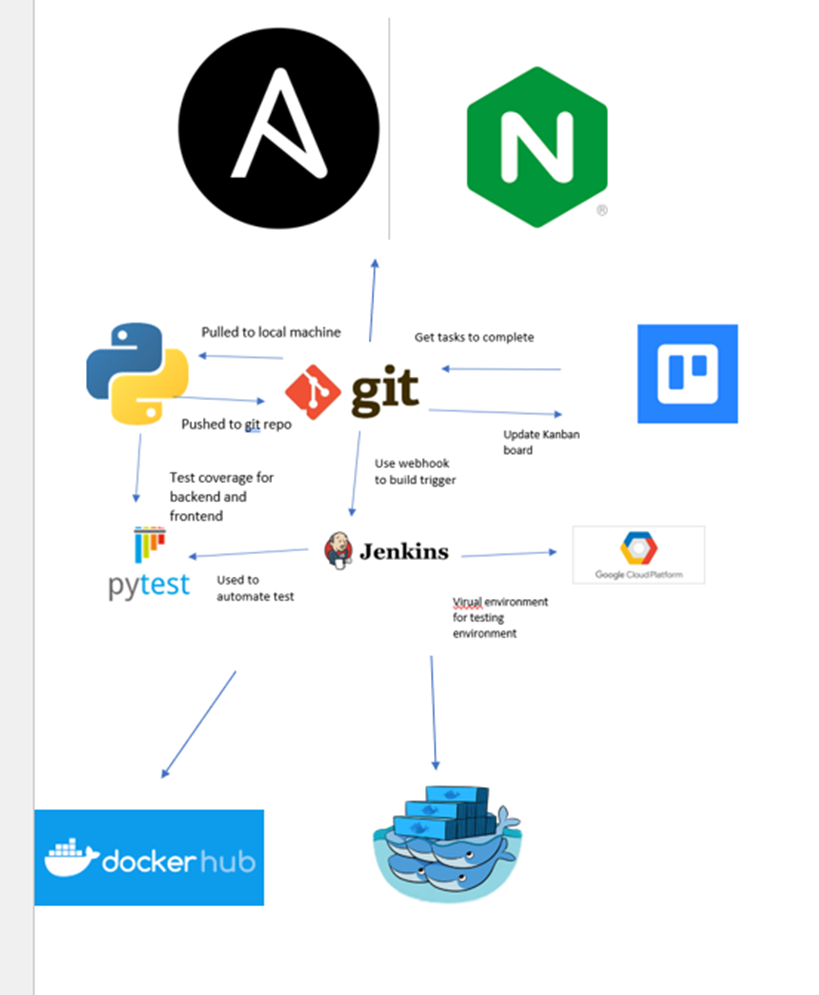 N
®
Pulled to local machine
Get tasks to complete
git
Pushed to git repo
Update Kanban
board
Use webhook
to build trigger
Test coverage for
backend and
frontend
Jenkins
Google Cloud Platform
pytest
Used to
automate test
Virual environment
for testing
environment
docker hub